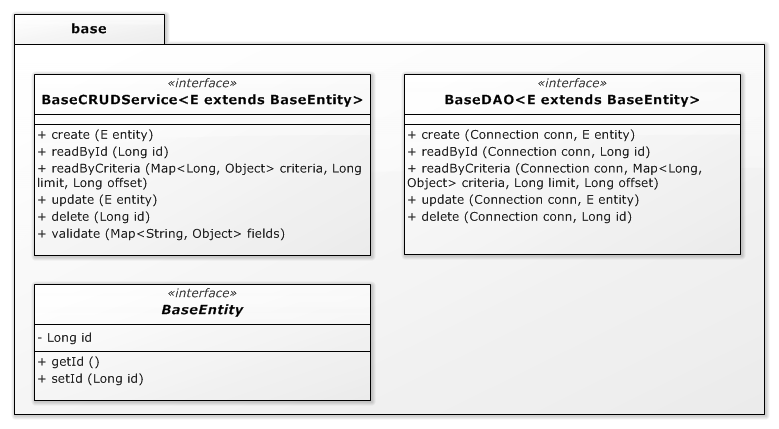 base
«interface»
BaseCRUDService<E extends BaseEntity>
+ create (E entity)
+ readById (Long id)
+ readByCriteria (Map<Long, Object> criteria, Long
limit, Long offset)
+ update (E entity)
+ delete (Long id)
+ validate (Map<String, Object> fields)
«interface»
BaseDAO<E extends BaseEntity>
+ create (Connection conn, E entity)
+ readById (Connection conn, Long id)
+ readByCriteria (Connection conn, Map<Long,
Object> criteria, Long limit, Long offset)
+ update (Connection conn, E entity)
+ delete (Connection conn, Long id)
«interface»
BaseEntity
- Long id
+ getId ()
+ setId (Long id)